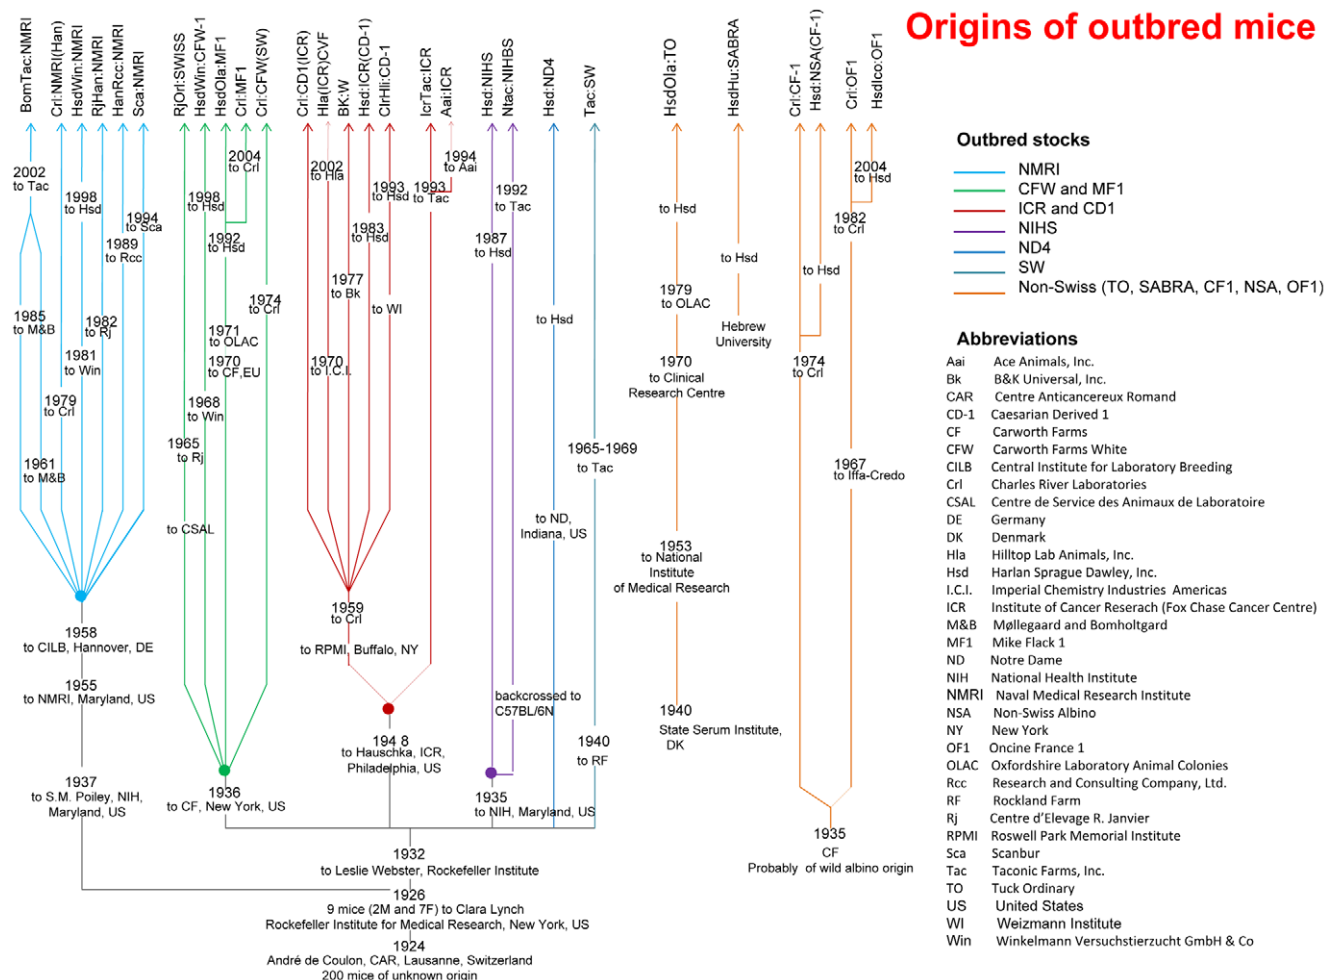 Origins of outbred mice
BomTac:NMRI
Crl:NMRI(Han)
HsdWin:NMRI
RjHan:NMRI
HanRcc:NMRI
Sca:NMRI
RjOrl:SWISS
HsdWin:CFW-1
HsdOla:MF1
Crl:MF1
Crl:CFW(SW)
Crl:CD1(ICR)
Hla(ICR)CVF
BK:W
Hsd:ICR(CD-1)
ClrHli:CD-1
IcrTac:ICR
Aai:ICR
Hsd:NIHS
Ntac:NIHBS
Hsd:ND4
Tac:SW
HsdOla:TO
HsdHu:SABRA
Crl:CF-1
Hsd:NSA(CF-1)
Crl:OF1
HsdIco:OF1
2002
to Tac
1985
to M&B
1961
to M&B
1979
to Crl
1998
to Hsd
1981
to Win
1982
to Rj
1989
to Rcc
1994
to Sca
1958
to CILB, Hannover, DE
1955
to NMRI, Maryland, US
1937
to S.M. Poiley, NIH,
Maryland, US
1965
to Rj
to CSAL
1998
to Hsd
1968
to Win
2004
to Crl
1992
to Hsd
1971
to OLAC
1970
to CF,EU
1974
to Crl
1936
to CF, New York, US
2002
to Hla
1970
to I.C.I.
1977
to Bk
1983
to Hsd
1993
to Hsd
to WI
1959
to Crl
to RPMI, Buffalo, NY
1993
to Tac
1994
to Aai
194 8
to Hauschka, ICR,
Philadelphia, US
1987
to Hsd
1992
to Tac
backcrossed to
C57BL/6N
1935
to NIH, Maryland, US
to Hsd
to ND,
Indiana, US
1965-1969
to Tac
1940
to RF
1932
to Leslie Webster, Rockefeller Institute
1926
9 mice (2M and 7F) to Clara Lynch
Rockefeller Institute for Medical Research, New York, US
1924
André de Coulon, CAR, Lausanne, Switzerland
200 mice of unknown origin
to Hsd
1979
to OLAC
1970
to Clinical
Research Centre
1953
to National
Institute
of Medical Research
1940
State Serum Institute,
DK
to Hsd
Hebrew
University
to Hsd
1974
to Crl
2004
to Hsd
1982
to Crl
1967
to Iffa-Credo
1935
CF
Probably of wild albino origin
Outbred stocks
NMRI
CFW and MF1
ICR and CD1
NIHS
ND4
SW
Non-Swiss (TO, SABRA, CF1, NSA, OF1)
Abbreviations
Aai Ace Animals, Inc.
Bk B&K Universal, Inc.
CAR Centre Anticancereux Romand
CD-1 Caesarian Derived 1
CF Carworth Farms
CFW Carworth Farms White
CILB Central Institute for Laboratory Breeding
Crl Charles River Laboratories
CSAL Centre de Service des Animaux de Laboratoire
DE Germany
DK Denmark
Hla Hilltop Lab Animals, Inc.
Hsd Harlan Sprague Dawley, Inc.
I.C.I. Imperial Chemistry Industries Americas
ICR Institute of Cancer Reserach (Fox Chase Cancer Centre)
M&B Møllegaard and Bomholtgard
MF1 Mike Flack 1
ND Notre Dame
NIH National Health Institute
NMRI Naval Medical Research Institute
NSA Non-Swiss Albino
NY New York
OF1 Oncine France 1
OLAC Oxfordshire Laboratory Animal Colonies
Rcc Research and Consulting Company, Ltd.
RF Rockland Farm
Rj Centre d'Elevage R. Janvier
RPMI Roswell Park Memorial Institute
Sca Scanbur
Tac Taconic Farms, Inc.
TO Tuck Ordinary
US United States
WI Weizmann Institute
Win Winkelmann Versuchstierzucht GmbH & Co